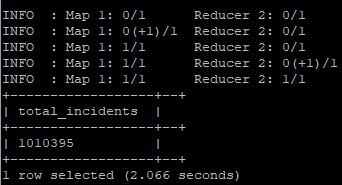 INFO  : Map 1: 0/1      Reducer 2: 0/1
INFO  : Map 1: 0(+1)/1  Reducer 2: 0/1
INFO  : Map 1: 1/1      Reducer 2: 0/1
INFO  : Map 1: 1/1      Reducer 2: 0(+1)/1
INFO  : Map 1: 1/1      Reducer 2: 1/1
+------------------+--+
| total_incidents  |
+------------------+--+
| 1010395          |
+------------------+--+
1 row selected (2.066 seconds)